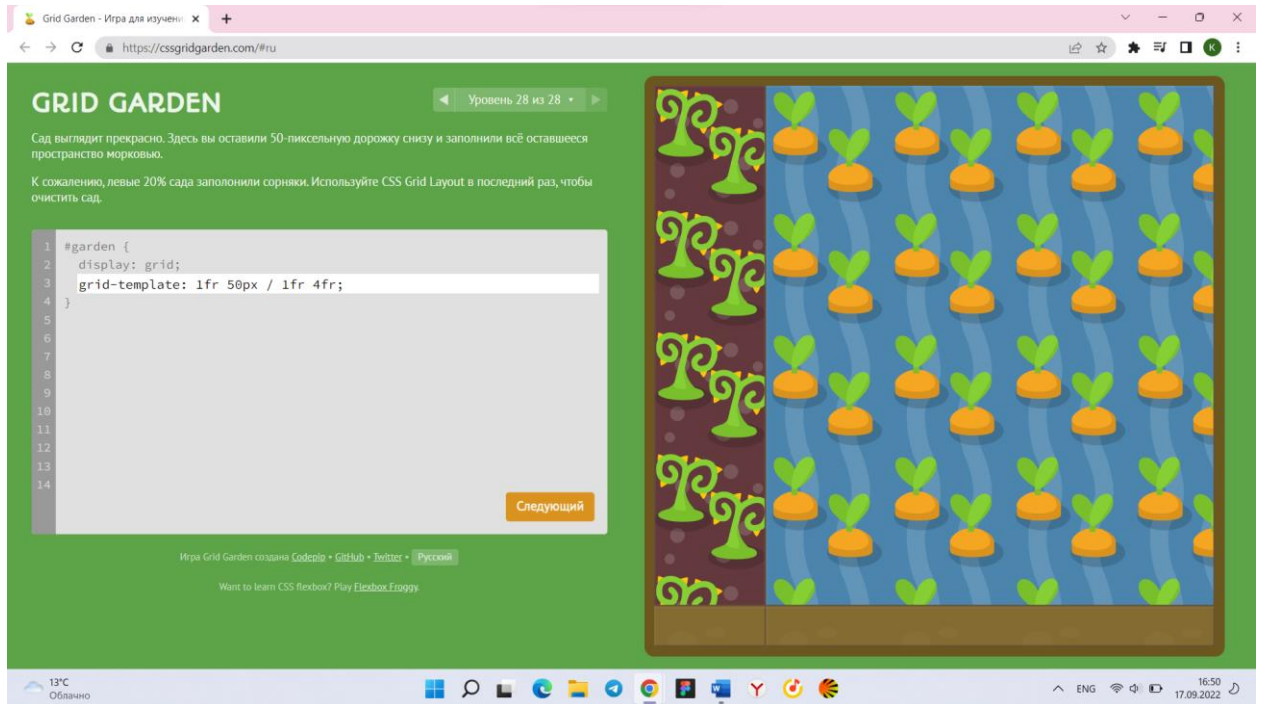 Grid Garden - Игра для изучени
https://cssgridgarden.com/#ru
K
GRID GARDEN
Уровень 28 из 28
Сад выглядит прекрасно. Здесь вы оставили 50-пиксельную дорожку снизу и заполнили всё оставшееся
пространство морковью.
К сожалению, левые 20% сада заполонили сорняки. Используйте CSS Grid Layout в последний раз, чтобы
очистить сад.
1 #garden {
2 display: grid;
3 grid-template: 1fr 50px / 1fr 4fr;
4 }
5
6
7
8
9
10
11
12
13
14
Следующий
Игра Grid Garden создана Codepip • GitHub • Twitter • Русский
Want to learn CSS flexbox? Play Flexbox Froggy.
13°C
Облачно
ENG
16:50
17.09.2022